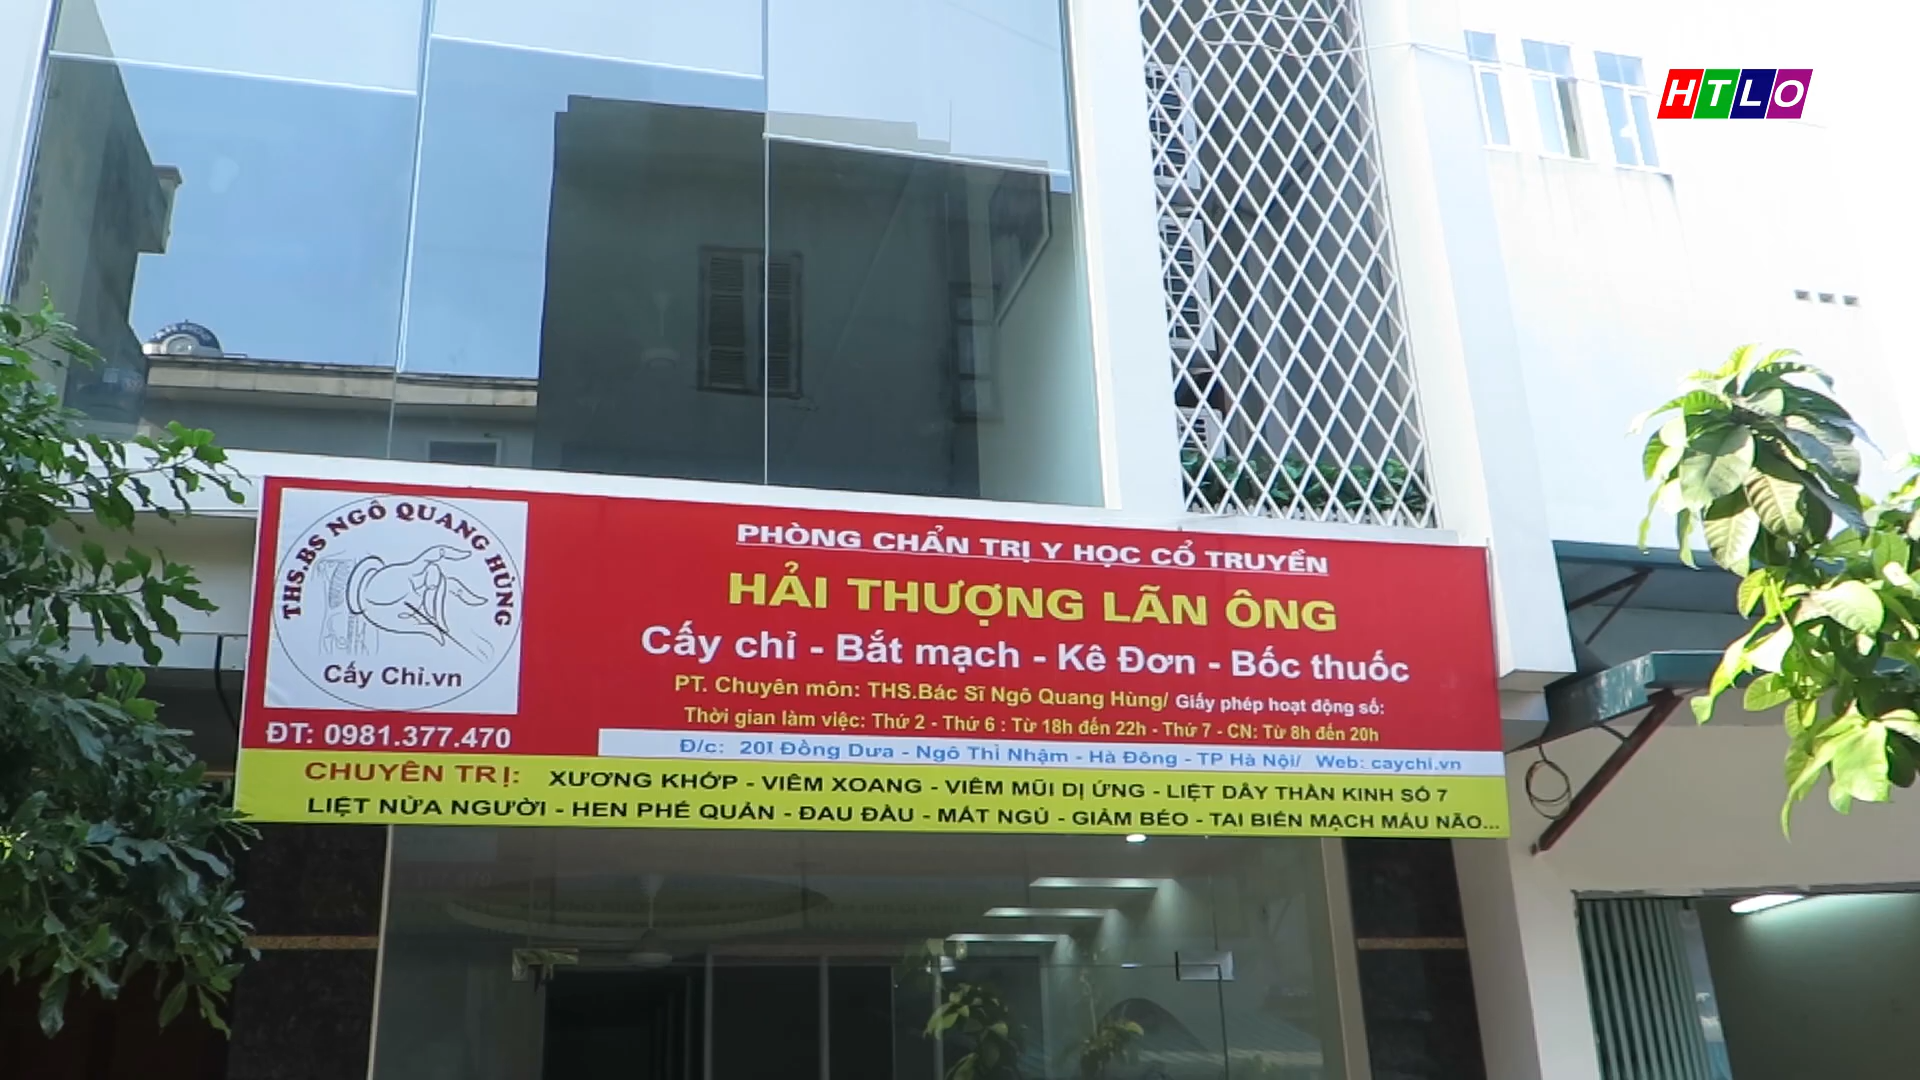 HTLO
THS.BS NGÔ QUANG HÙNG
Cấy Chỉ.vn
ĐT: 0981.377.470
PHÒNG CHẨN TRỊ Y HỌC CỔ TRUYỀN
HẢI THƯỢNG LÃN ÔNG
Cấy chỉ - Bắt mạch - Kê Đơn - Bốc thuốc
PT. Chuyên môn: THS.Bác Sĩ Ngô Quang Hùng/ Giấy phép hoạt động số:
Thời gian làm việc: Thứ 2 - Thứ 6 : Từ 18h đến 22h - Thứ 7 - CN: Từ 8h đến 20h
Đ/c: 201 Đồng Dưa - Ngô Thì Nhậm - Hà Đông - TP Hà Nội/ Web: caychi.vn
CHUYÊN TRỊ: XƯƠNG KHỚP - VIÊM XOANG - VIÊM MŨI DỊ ỨNG - LIỆT DÂY THẦN KINH SỐ 7
LIỆT NỬA NGƯỜI - HEN PHẾ QUẢN - ĐAU ĐẦU - MẤT NGỦ - GIẢM BÉO - TAI BIẾN MẠCH MÁU NÃO...